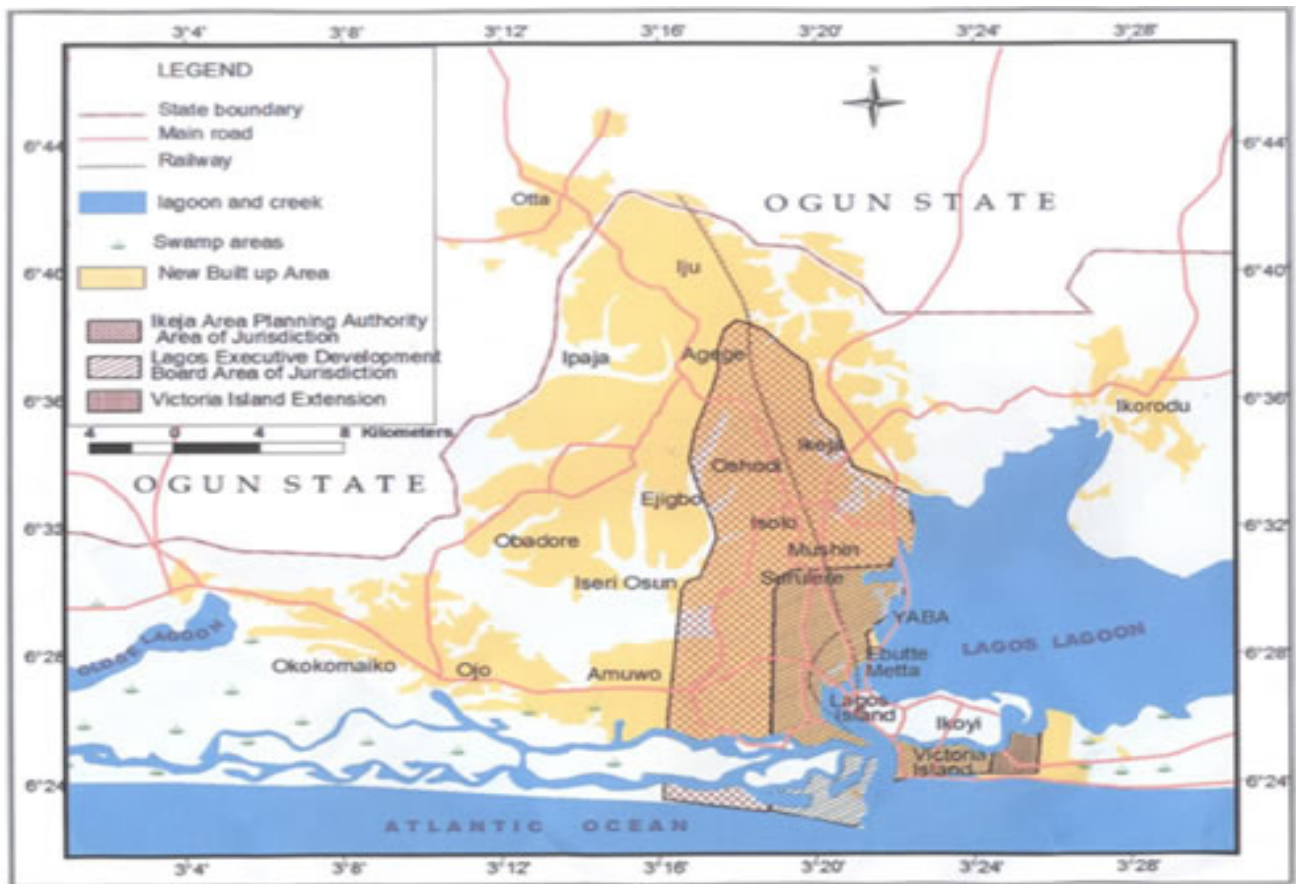 3°4'
3°8'
3°12'
3°16'
3°20'
3°24'
3°28'
LEGEND
State boundary
Main road
Railway
lagoon and creek
Swamp areas
New Built up Area
Ikeja Area Planning Authority
Area of Jurisdiction
Lagos Executive Development
Board Area of Jurisdiction
Victoria Island Extension
4 0 4 8 Kilometers
N
6°44'
6°40'
6°36'
6°33'
6°28'
6°24'
6°44'
6°40'
6°36'
6°32'
6°28'
6°24'
OGUN STATE
Otta
Iju
Ipaja
Agege
Ikorodu
Ikeja
Oshodi
OGUN STATE
Ejigbo
Isolo
Obadore
Mushin
Iseri Osun
Surulere
YABA
OLOGE LAGOON
LAGOS LAGOON
Ebutte
Metta
Okokomaiko
Ojo
Amuwo
Lagos
Island
Ikoyi
Victoria
Island
ATLANTIC OCEAN
3°4'
3°8'
3°12'
3°16'
3°20'
3°24'
3°28'